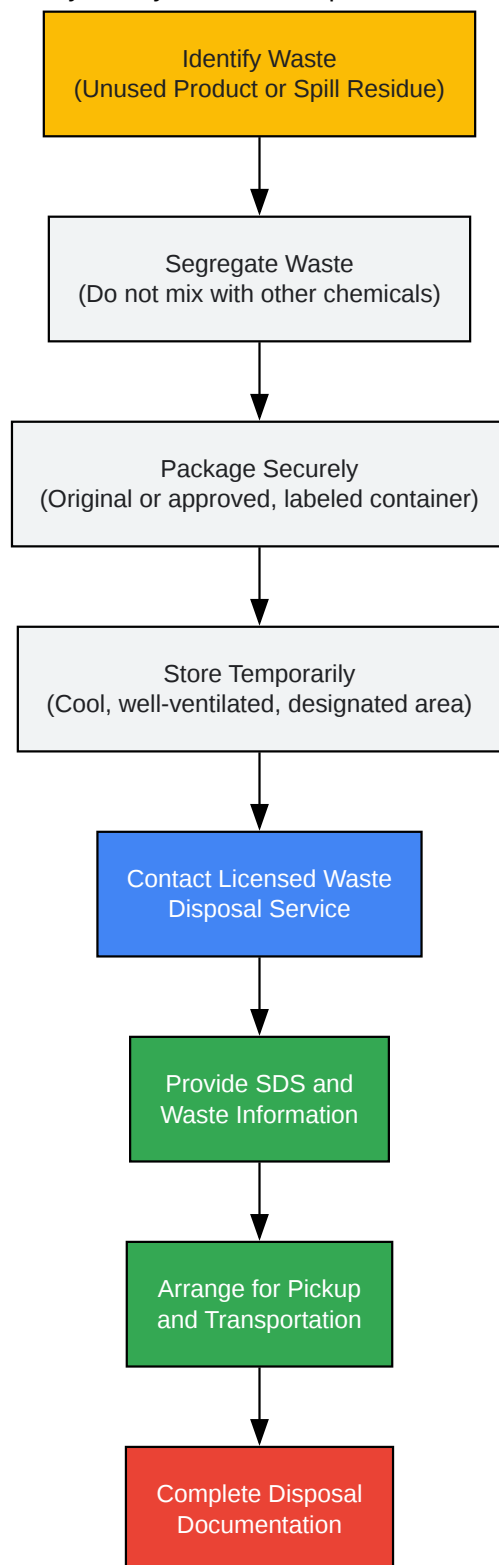 Identify Waste
(Unused Product or Spill Residue)
Segregate Waste
(Do not mix with other chemicals)
Package Securely
(Original or approved, labeled container)
Store Temporarily
(Cool, well-ventilated, designated area)
Contact Licensed Waste
Disposal Service
Provide SDS and
Waste Information
Arrange for Pickup
and Transportation
Complete Disposal
Documentation